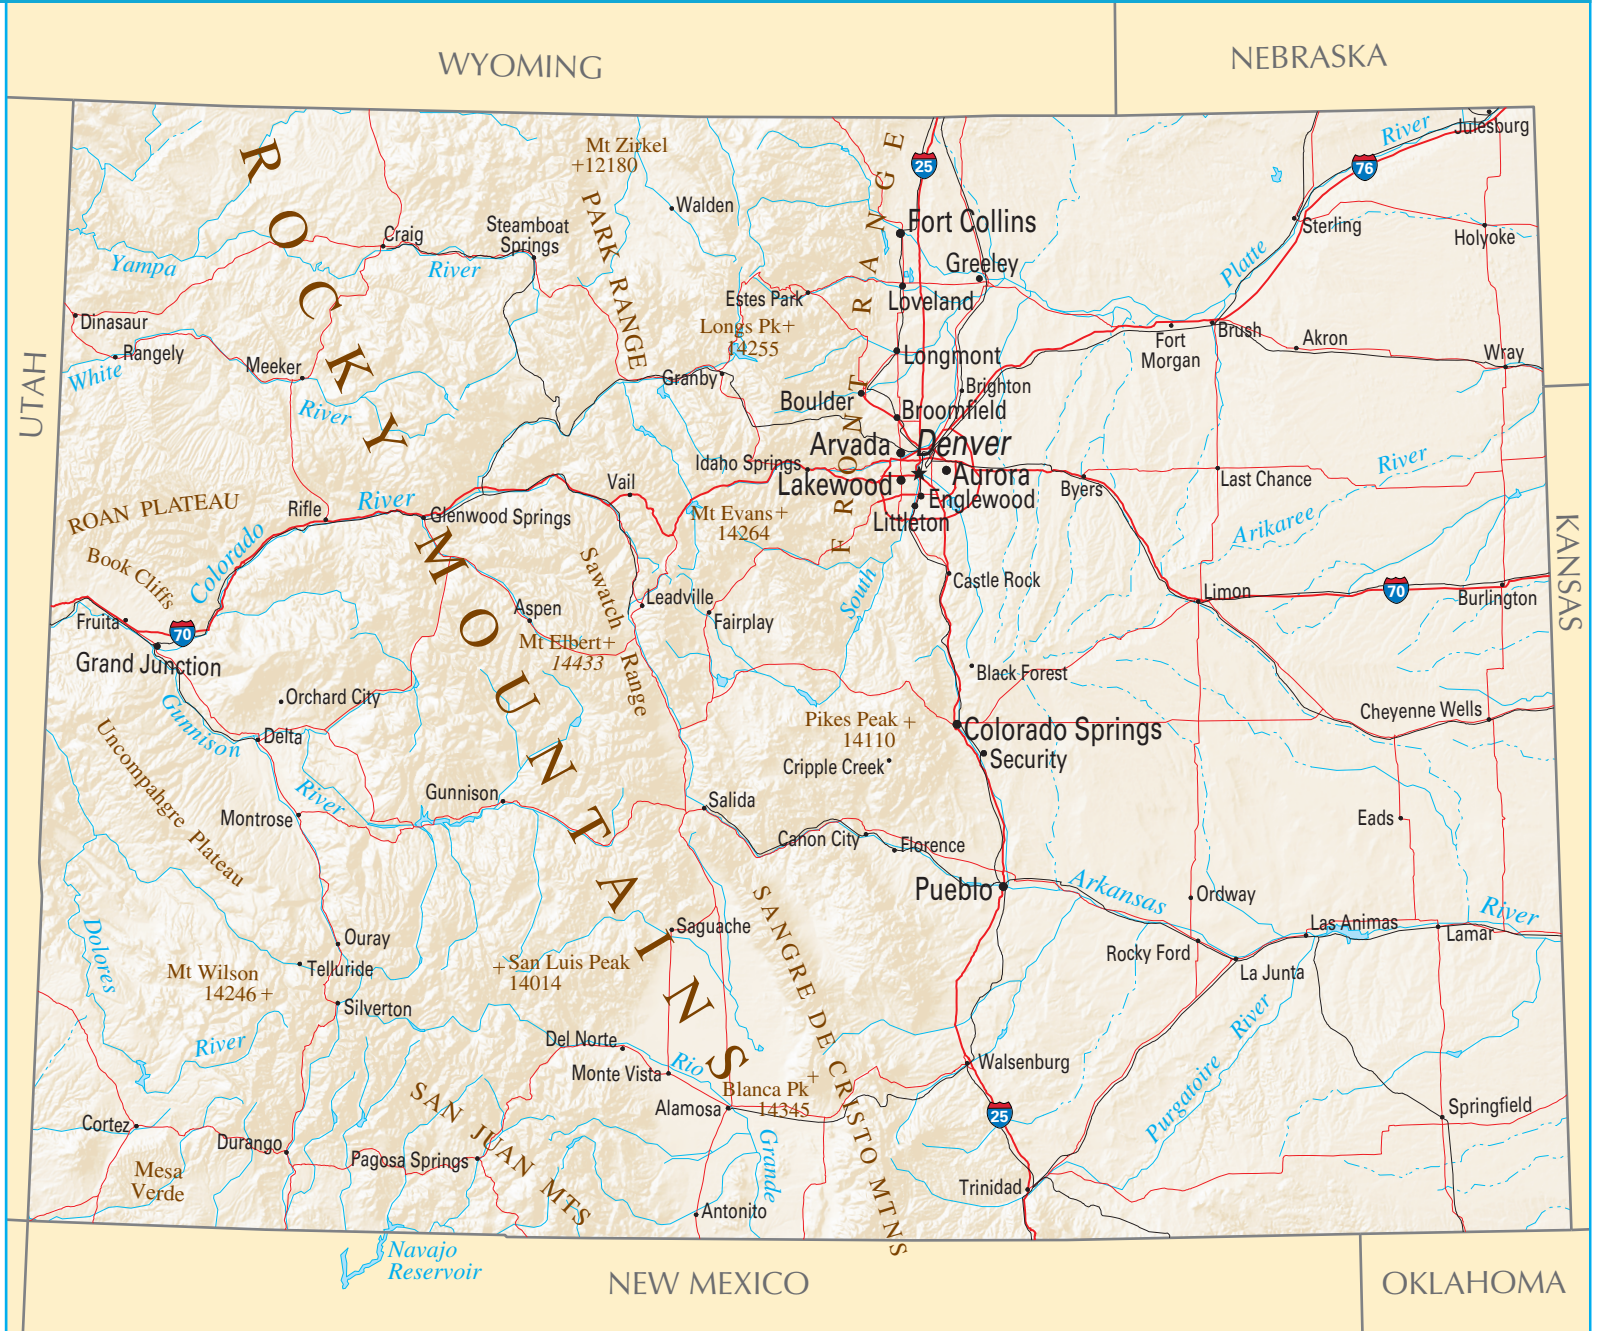 WYOMING
NEBRASKA
UTAH
KANSAS
NEW MEXICO
OKLAHOMA
ROCKY
MOUNTAINS
FRONT RANGE
PARK RANGE
Mt Zirkel
+12180
25
76
River
Julesburg
Walden
Steamboat
Springs
Craig
Yampa
River
Fort Collins
Greeley
Sterling
Holyoke
Platte
Estes Park
Loveland
Dinasaur
Rangely
White
Meeker
River
Longs Pk+
14255
Granby
Longmont
Fort
Morgan
Brush
Akron
Wray
Boulder
Brighton
Broomfield
Arvada
Denver
Idaho Springs
Lakewood
Aurora
Englewood
Littleton
Byers
Last Chance
River
Arikaree
ROAN PLATEAU
Book Cliffs
Rifle
River
Colorado
Glenwood Springs
Vail
Mt Evans+
14264
Sawatch
Range
South
Castle Rock
Limon
70
Burlington
Fruita
70
Grand Junction
Aspen
Leadville
Mt Elbert+
14433
Fairplay
Black Forest
Orchard City
Gunnison
Delta
Uncompahgre Plateau
River
Montrose
Gunnison
Pikes Peak +
14110
Cripple Creek
Colorado Springs
Security
Cheyenne Wells
Salida
Canon City
Florence
Eads
Pueblo
Arkansas
Ordway
River
Las Animas
Lamar
Rocky Ford
La Junta
Dolores
Ouray
Telluride
Mt Wilson
14246 +
Silverton
River
+San Luis Peak
14014
Saguache
SANGRE DE CRISTO MTNS
Del Norte
Monte Vista
Rio
Alamosa
Blanca Pk
+
14345
Grande
Walsenburg
25
Purgatoire
River
Springfield
Cortez
Mesa
Verde
Durango
SAN JUAN MTS
Pagosa Springs
Antonito
Trinidad
Navajo
Reservoir